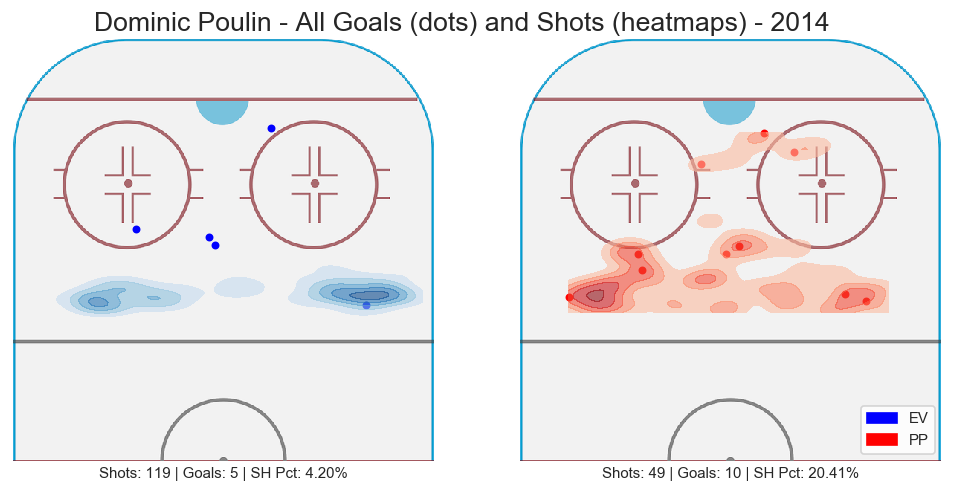 Dominic Poulin - All Goals (dots) and Shots (heatmaps) - 2014
EV
PP
Shots: 119 | Goals: 5 | SH Pct: 4.20%
Shots: 49 | Goals: 10 | SH Pct: 20.41%